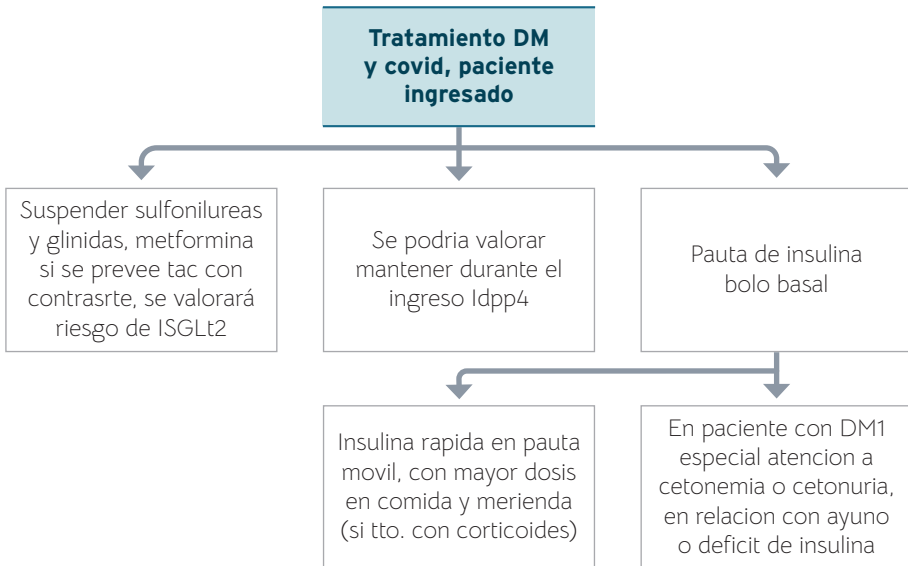 Tratamiento DM
y covid, paciente
ingresado
Suspender sulfonilureas
y glinidas, metformina
si se prevee tac con
contrasrte, se valorará
riesgo de ISGLt2
Se podria valorar
mantener durante el
ingreso Idpp4
Pauta de insulina
bolo basal
Insulina rapida en pauta
movil, con mayor dosis
en comida y merienda
(si tto. con corticoides)
En paciente con DM1
especial atencion a
cetonemia o cetonuria,
en relacion con ayuno
o deficit de insulina